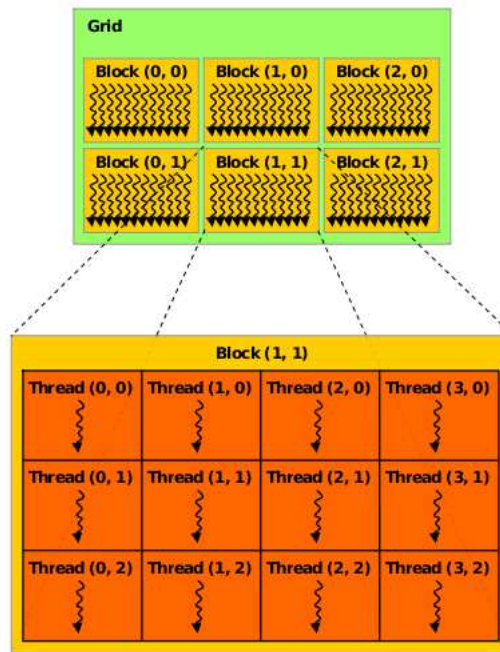 Grid
Block (0, 0) Block (1, 0) Block (2, 0)
Block (0, 1) Block (1, 1) Block (2, 1)
Block (1, 1)
Thread (0, 0) Thread (1, 0) Thread (2, 0) Thread (3, 0)
Thread (0, 1) Thread (1, 1) Thread (2, 1) Thread (3, 1)
Thread (0, 2) Thread (1, 2) Thread (2, 2) Thread (3, 2)